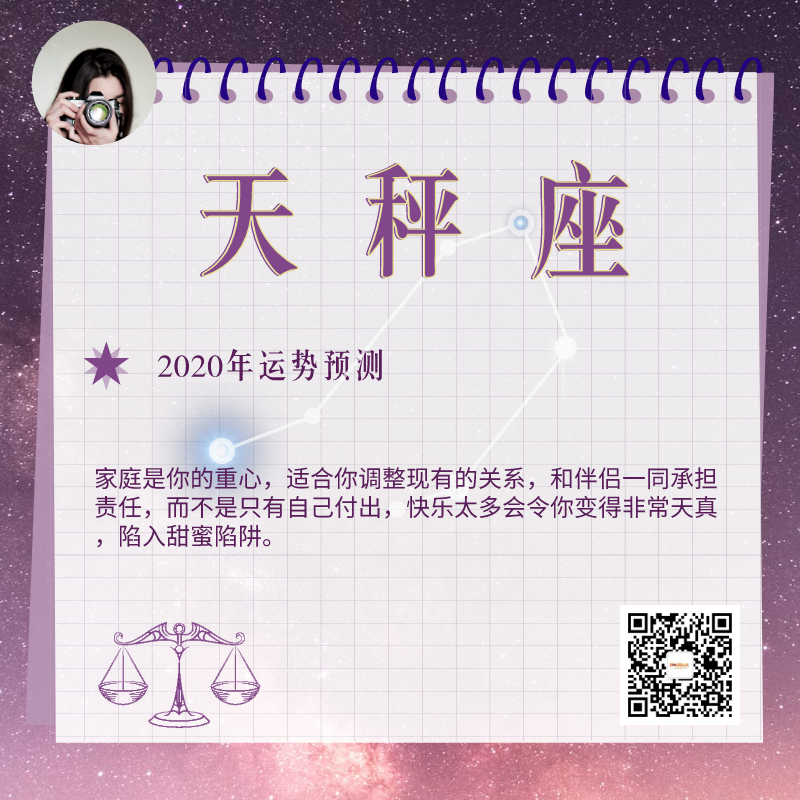 天秤座
2020年运势预测
家庭是你的重心，适合你调整现有的关系，和伴侣一同承担
责任，而不是只有自己付出，快乐太多会令你变得非常天真
，陷入甜蜜陷阱。